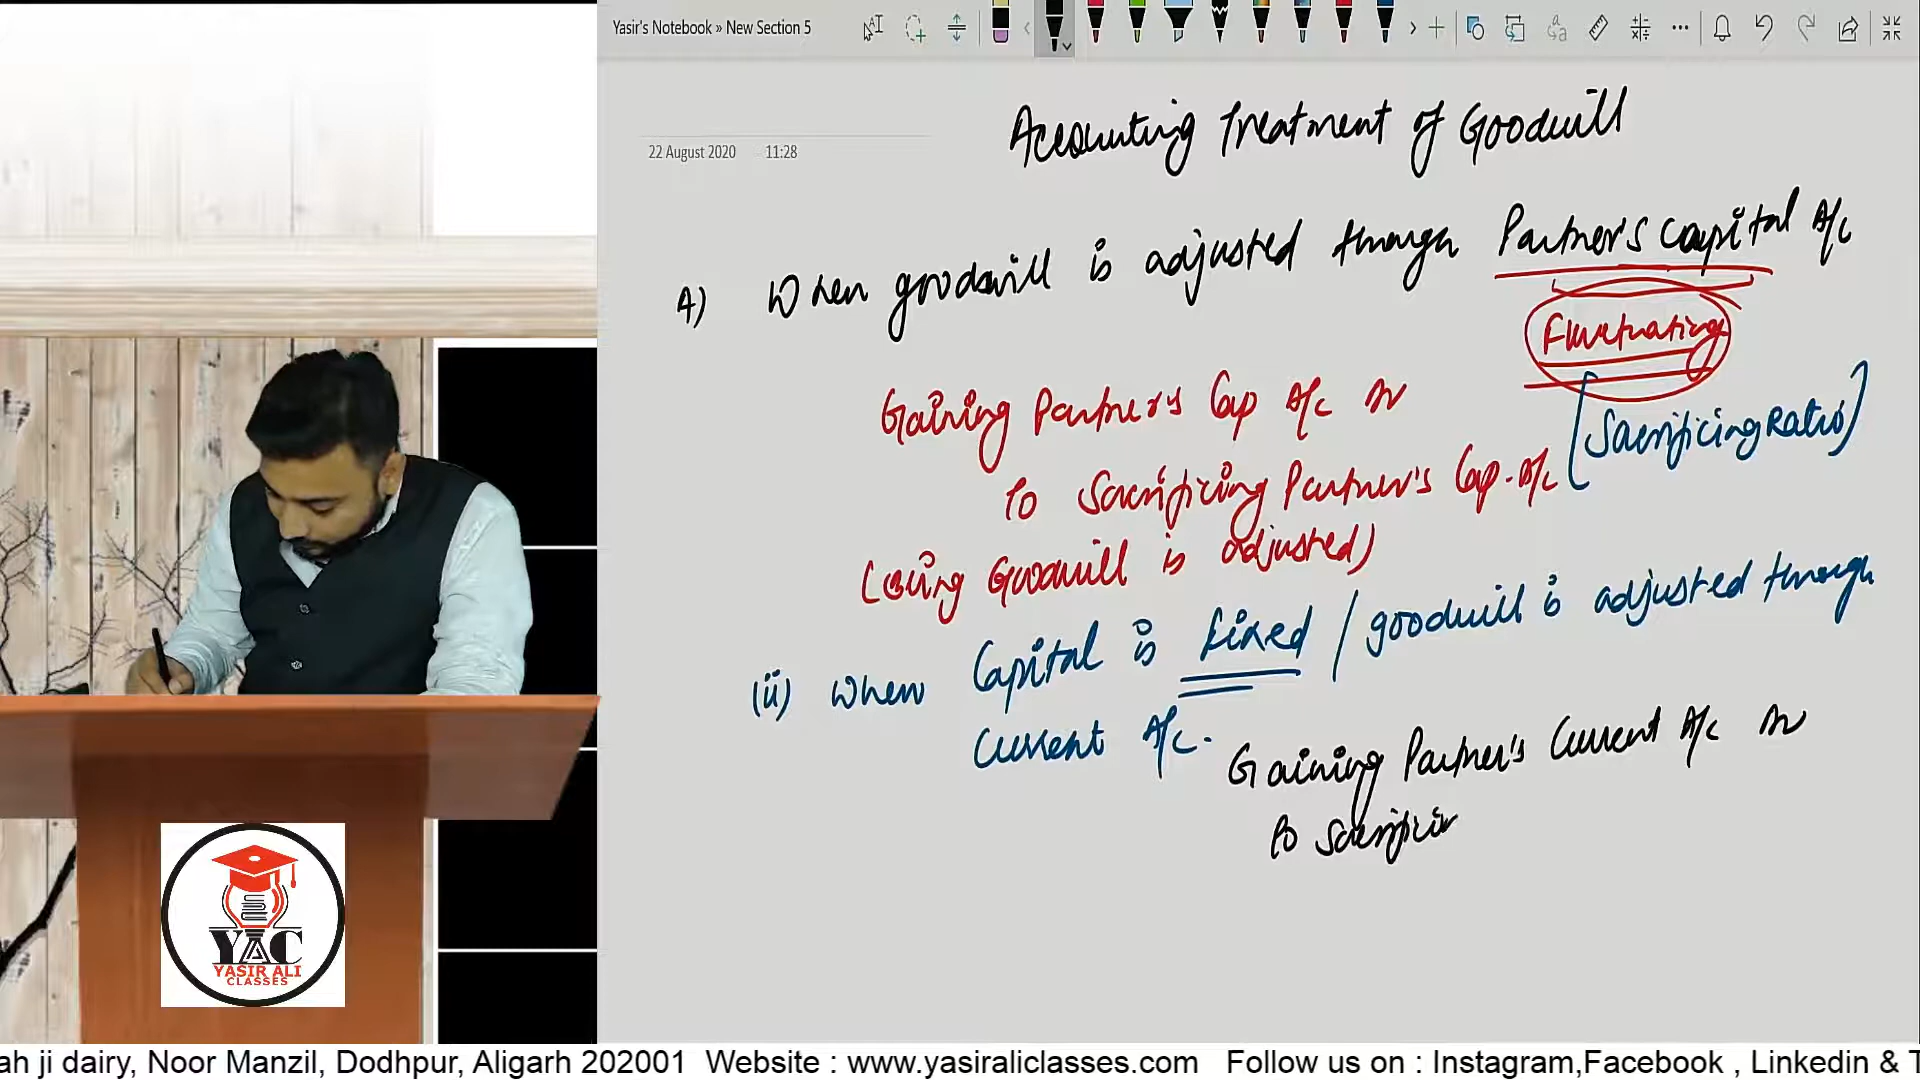 Yasir's Notebook » New Section 5
22 August 2020 11:28
Accounting Treatment of Goodwill
A) When goodwill is adjusted through Partner's Capital A/c
Fluctuating
Gaining Partner's Cap A/c Dr
[Sacrificing Ratio]
To Sacrificing Partner's Cap. A/c
(Being Goodwill is adjusted)
(ii) When Capital is fixed / goodwill is adjusted through
Current A/c.
Gaining Partner's Current A/c Dr
To Sacrificin
YAC
YASIR ALI
CLASSES
ah ji dairy, Noor Manzil, Dodhpur, Aligarh 202001 Website : www.yasiraliclasses.com Follow us on : Instagram,Facebook , Linkedin & T